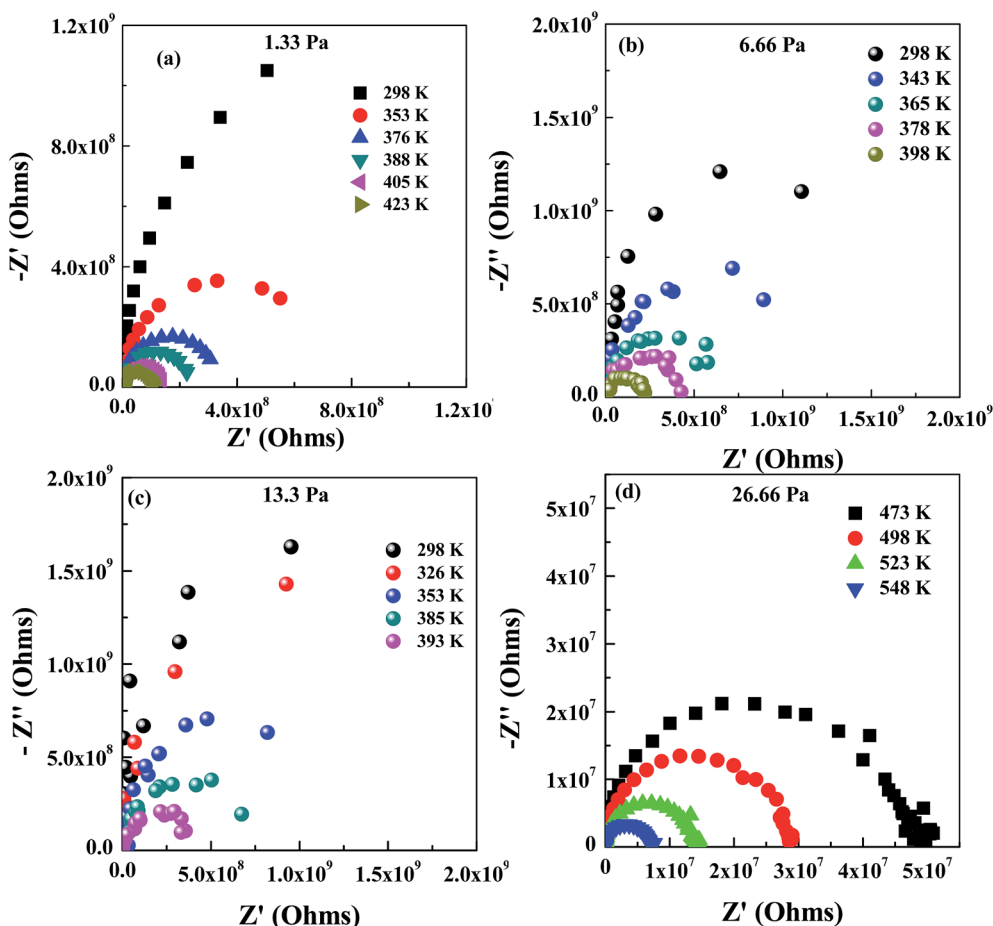 (a)
1.33 Pa
1.2x10⁹
8.0x10⁸
4.0x10⁸
0.0
-Z' (Ohms)
298 K
353 K
376 K
388 K
405 K
423 K
0.0
4.0x10⁸
8.0x10⁸
1.2x10
Z' (Ohms)
(b)
6.66 Pa
2.0x10⁹
1.5x10⁹
1.0x10⁹
5.0x10⁸
0.0
-Z'' (Ohms)
298 K
343 K
365 K
378 K
398 K
0.0
5.0x10⁸
1.0x10⁹
1.5x10⁹
2.0x10⁹
Z' (Ohms)
(c)
13.3 Pa
2.0x10⁹
1.5x10⁹
1.0x10⁹
5.0x10⁸
0.0
- Z'' (Ohms)
298 K
326 K
353 K
385 K
393 K
0.0
5.0x10⁸
1.0x10⁹
1.5x10⁹
2.0x10⁹
Z' (Ohms)
(d)
26.66 Pa
5x10⁷
4x10⁷
3x10⁷
2x10⁷
1x10⁷
0
-Z'' (Ohms)
473 K
498 K
523 K
548 K
0
1x10⁷
2x10⁷
3x10⁷
4x10⁷
5x10⁷
Z' (Ohms)